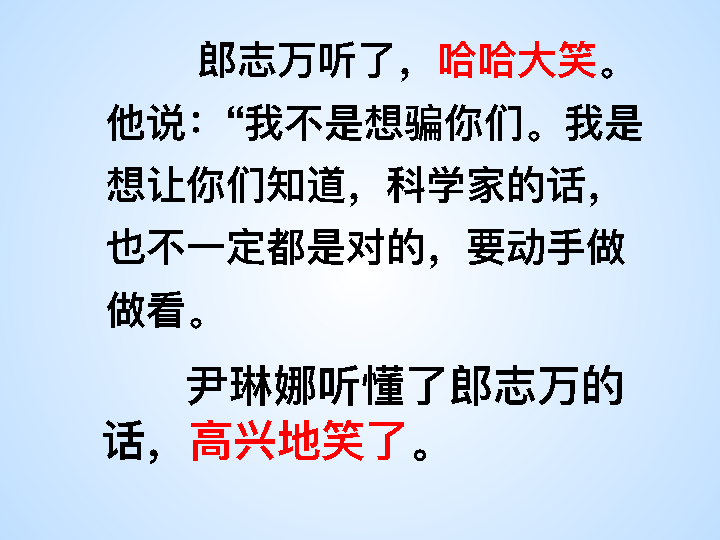 郎志万听了，哈哈大笑。
他说：“我不是想骗你们。我是
想让你们知道，科学家的话，
也不一定都是对的，要动手做
做看。
尹琳娜听懂了郎志万的
话，高兴地笑了。